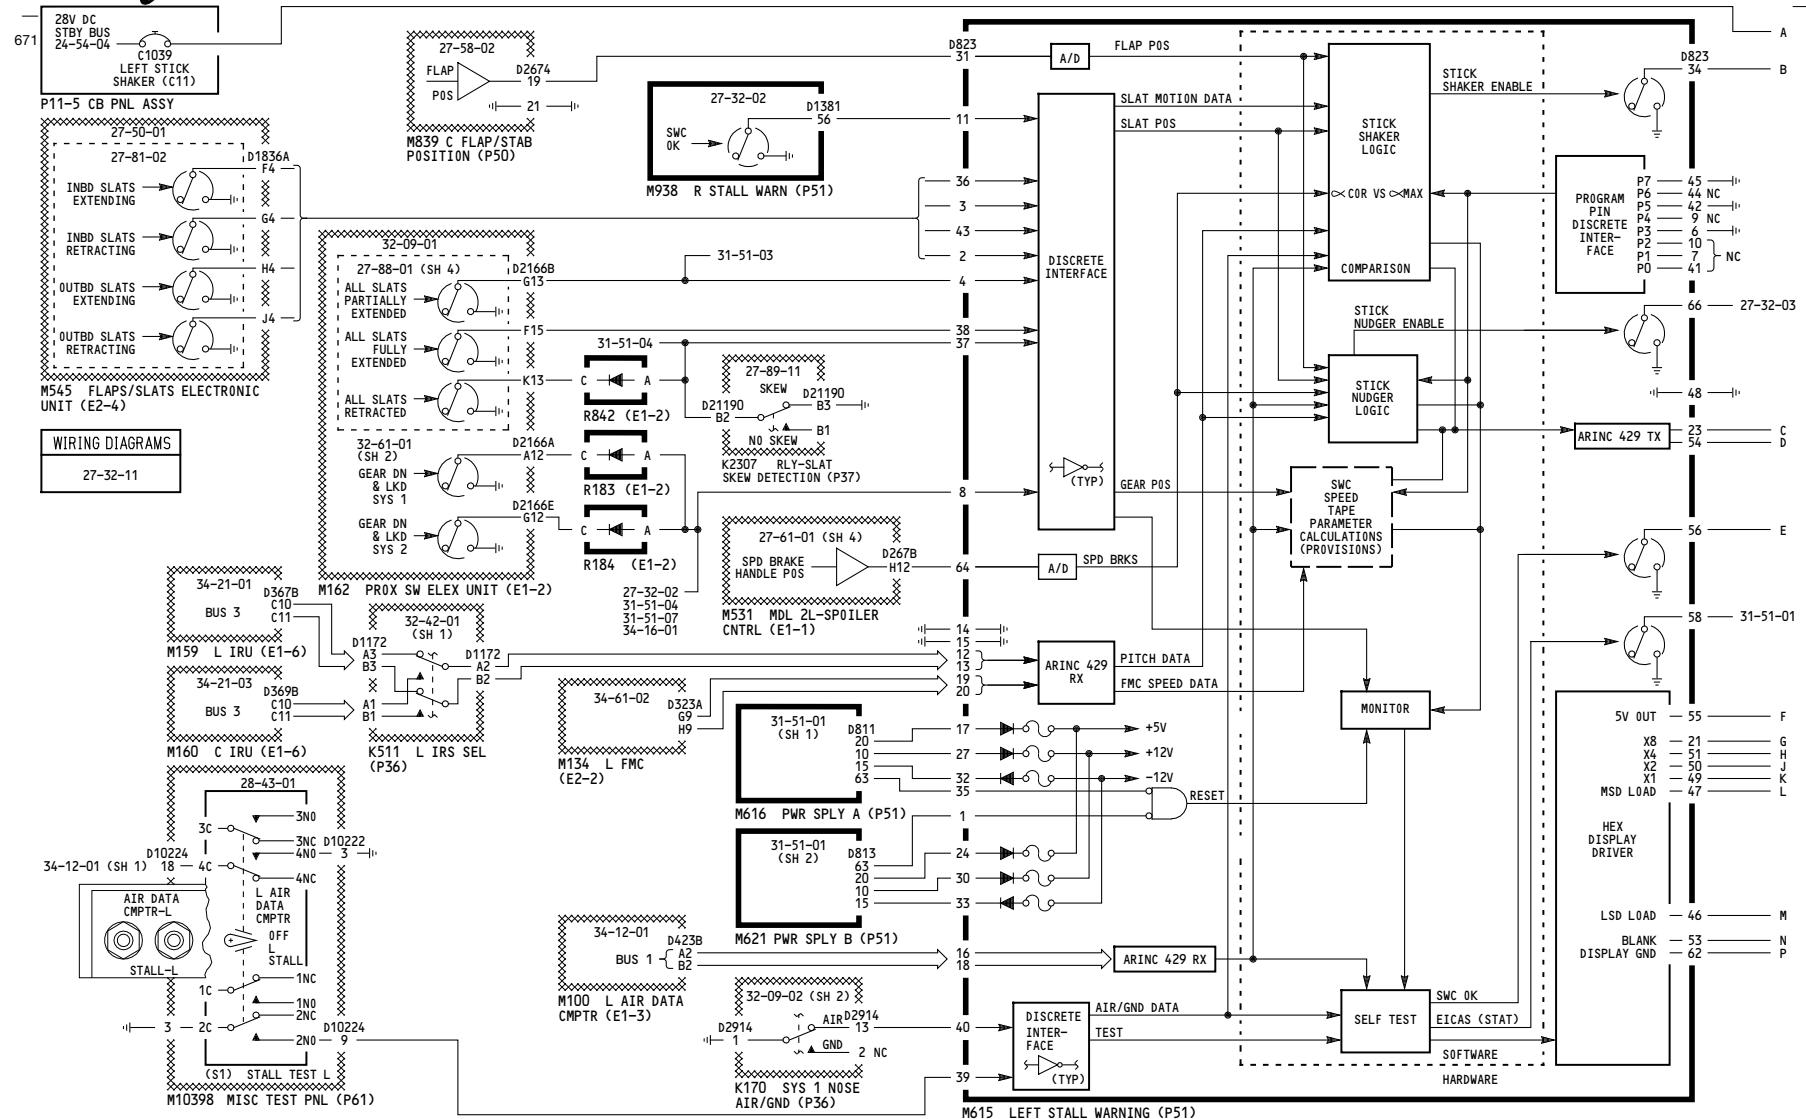 671
28V DC
STBY BUS
24-54-04
C1039
LEFT STICK
SHAKER (C11)
P11-5 CB PNL ASSY
27-50-01
27-81-02
D1836A
F4
INBD SLATS
EXTENDING
G4
INBD SLATS
RETRACTING
H4
OUTBD SLATS
EXTENDING
J4
OUTBD SLATS
RETRACTING
M545 FLAPS/SLATS ELECTRONIC
UNIT (E2-4)
WIRING DIAGRAMS
27-32-11
27-58-02
FLAP
POS
D2674
19
21
M839 C FLAP/STAB
POSITION (P50)
27-32-02
SWC
OK
D1381
56
M938 R STALL WARN (P51)
32-09-01
27-88-01 (SH 4)
D2166B
G13
ALL SLATS
PARTIALLY
EXTENDED
F15
ALL SLATS
FULLY
EXTENDED
K13
ALL SLATS
RETRACTED
32-61-01
(SH 2)
D2166A
A12
GEAR DN
& LKD
SYS 1
D2166E
G12
GEAR DN
& LKD
SYS 2
M162 PROX SW ELEX UNIT (E1-2)
31-51-03
31-51-04
C A
R842 (E1-2)
C A
R183 (E1-2)
C A
R184 (E1-2)
27-32-02
31-51-04
31-51-07
34-16-01
27-89-11
SKEW
D21190
B2
D21190
B3
B1
NO SKEW
K2307 RLY-SLAT
SKEW DETECTION (P37)
27-61-01 (SH 4)
SPD BRAKE
HANDLE POS
D267B
H12
M531 MDL 2L-SPOILER
CNTRL (E1-1)
34-21-01
BUS 3
D367B
C10
C11
M159 L IRU (E1-6)
34-21-03
BUS 3
D369B
C10
C11
M160 C IRU (E1-6)
32-42-01
(SH 1)
D1172
A3
B3
A1
B1
D1172
A2
B2
K511 L IRS SEL
(P36)
34-61-02
D323A
G9
H9
M134 L FMC
(E2-2)
31-51-01
(SH 1)
D811
20
10
15
63
M616 PWR SPLY A (P51)
31-51-01
(SH 2)
D813
63
20
10
15
M621 PWR SPLY B (P51)
34-12-01
BUS 1
D423B
A2
B2
M100 L AIR DATA
CMPTR (E1-3)
32-09-02 (SH 2)
D2914
1
AIR
D2914
13
GND
2 NC
K170 SYS 1 NOSE
AIR/GND (P36)
28-43-01
3NO
3C
3NC
D10222
4NO
3
34-12-01 (SH 1)
D10224
18
4C
4NC
AIR DATA
CMPTR-L
STALL-L
L AIR
DATA
CMPTR
OFF
L
STALL
1NC
1C
1NO
2NC
3
2C
D10224
2NO
9
(S1) STALL TEST L
M10398 MISC TEST PNL (P61)
D823
31
11
36
3
43
2
4
38
37
8
64
14
15
12
13
19
20
17
27
32
35
1
24
30
33
16
18
40
39
A/D
FLAP POS
DISCRETE
INTERFACE
(TYP)
SLAT MOTION DATA
SLAT POS
GEAR POS
A/D
SPD BRKS
ARINC 429
RX
PITCH DATA
FMC SPEED DATA
+5V
+12V
-12V
RESET
ARINC 429 RX
DISCRETE
INTER-
FACE
(TYP)
AIR/GND DATA
TEST
STICK
SHAKER
LOGIC
∝ COR VS ∝MAX
COMPARISON
STICK
SHAKER ENABLE
STICK
NUDGER ENABLE
STICK
NUDGER
LOGIC
SWC
SPEED
TAPE
PARAMETER
CALCULATIONS
(PROVISIONS)
MONITOR
SELF TEST
SWC OK
EICAS (STAT)
SOFTWARE
HARDWARE
PROGRAM
PIN
DISCRETE
INTER-
FACE
P7 45
P6 44 NC
P5 42
P4 9 NC
P3 6
P2 10
P1 7 NC
P0 41
ARINC 429 TX
HEX
DISPLAY
DRIVER
5V OUT 55 F
X8 21 G
X4 51 H
X2 50 J
X1 49 K
MSD LOAD 47 L
LSD LOAD 46 M
BLANK 53 N
DISPLAY GND 62 P
A
D823
34 B
66 27-32-03
48
23 C
54 D
56 E
58 31-51-01
M615 LEFT STALL WARNING (P51)